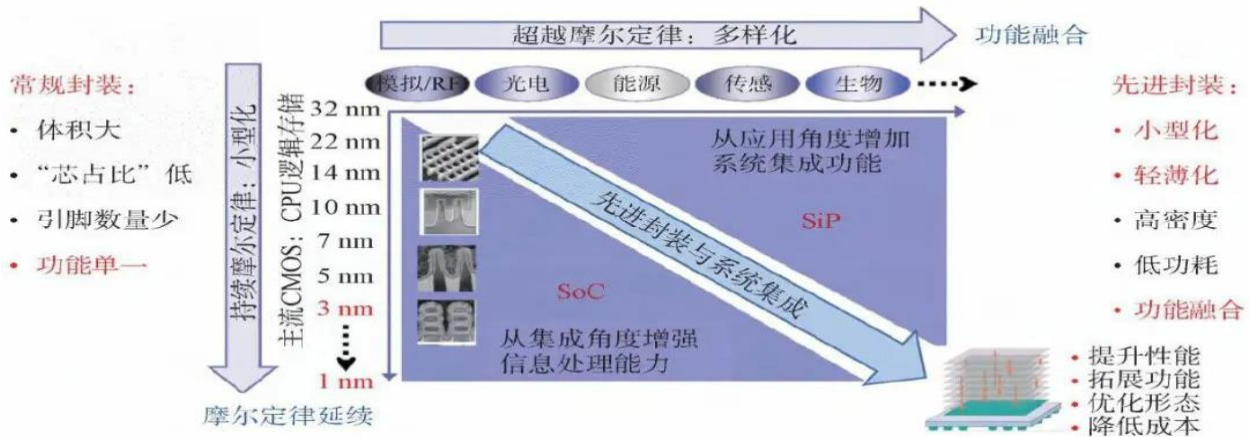 超越摩尔定律：多样化
功能融合
常规封装：
• 体积大
• “芯占比”低
• 引脚数量少
• 功能单一
持续摩尔定律：小型化
主流CMOS：CPU逻辑存储
模拟/RF
光电
能源
传感
生物
32 nm
22 nm
14 nm
10 nm
7 nm
5 nm
3 nm
1 nm
摩尔定律延续
从应用角度增加
系统集成功能
SiP
先进封装与系统集成
SoC
从集成角度增强
信息处理能力
先进封装：
• 小型化
• 轻薄化
• 高密度
• 低功耗
• 功能融合
• 提升性能
• 拓展功能
• 优化形态
• 降低成本